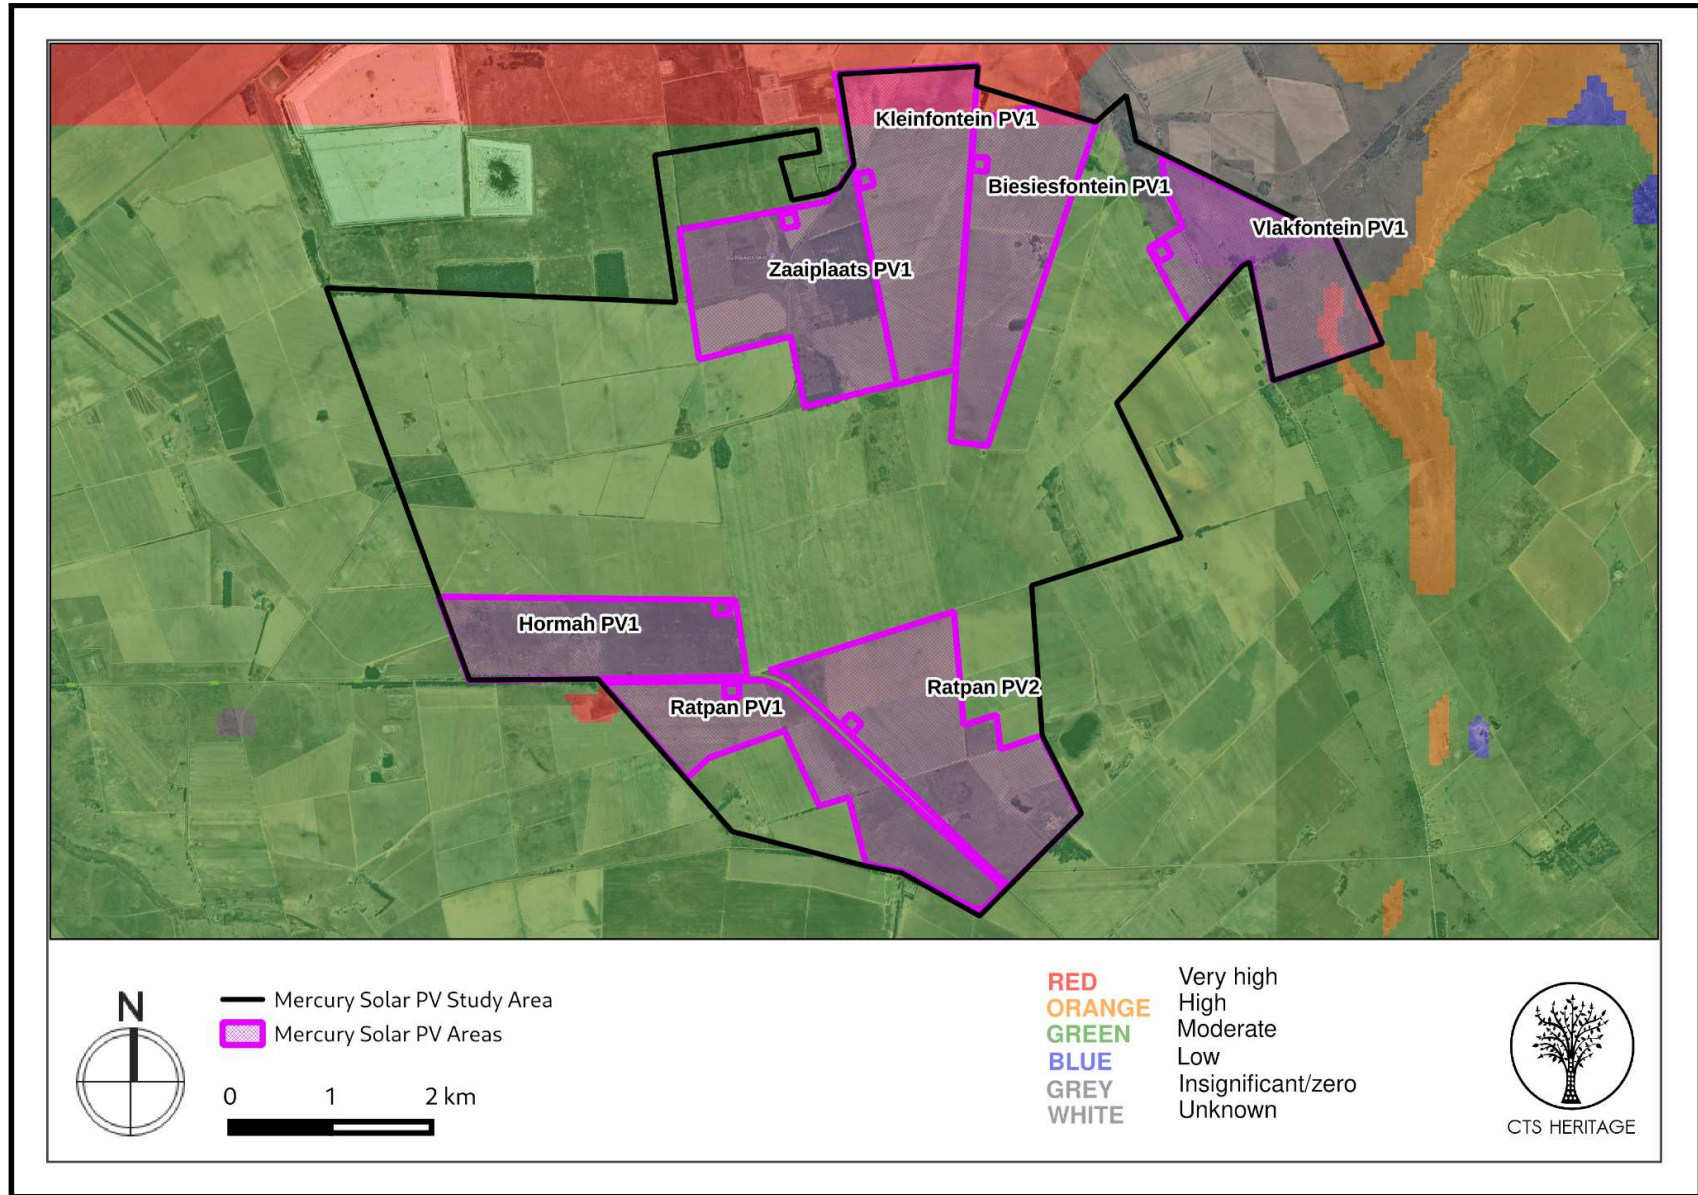 Kleinfontein PV1
Biesiesfontein PV1
Vlakfontein PV1
Zaaiplaats PV1
Hormah PV1
Ratpan PV2
Ratpan PV1
N
Mercury Solar PV Study Area
Mercury Solar PV Areas
0 1 2 km
RED Very high
ORANGE High
GREEN Moderate
BLUE Low
GREY Insignificant/zero
WHITE Unknown
CTS HERITAGE